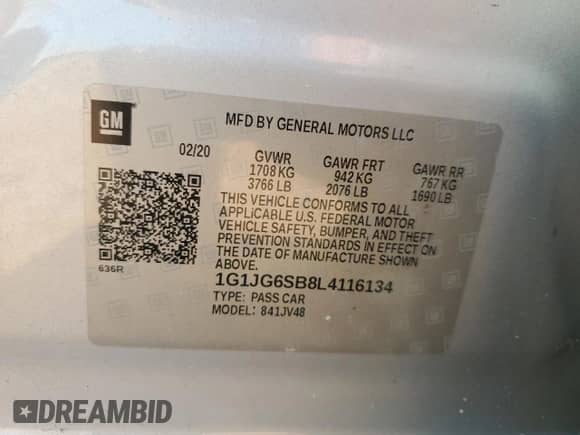 GM
MFD BY GENERAL MOTORS LLC
02/20 GVWR GAWR FRT GAWR RR
1708 KG 942 KG 767 KG
3766 LB 2076 LB 1690 LB
THIS VEHICLE CONFORMS TO ALL
APPLICABLE U.S. FEDERAL MOTOR
VEHICLE SAFETY, BUMPER, AND THEFT
PREVENTION STANDARDS IN EFFECT ON
THE DATE OF MANUFACTURE SHOWN
ABOVE.
636R
1G1JG6SB8L4116134
TYPE: PASS CAR
MODEL: 841JV48
DREAMBID